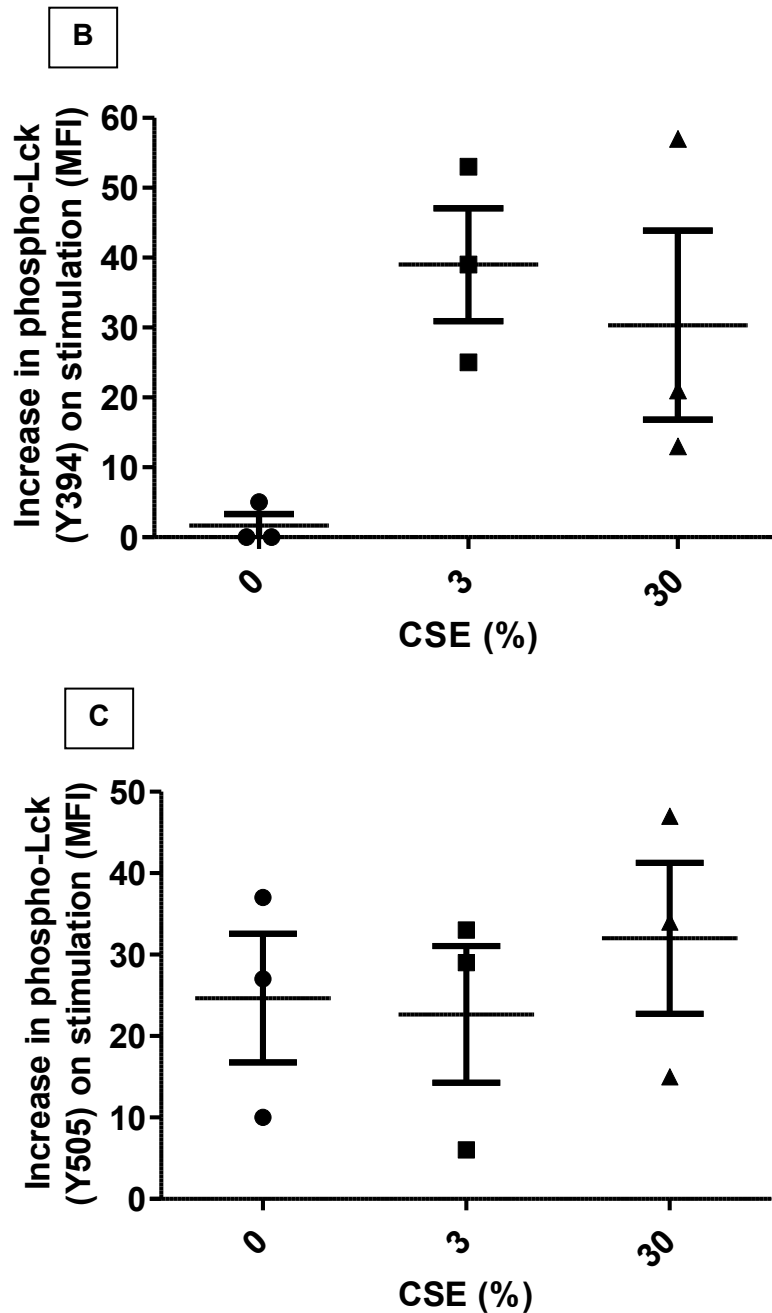 B
Increase in phospho-Lck
(Y394) on stimulation (MFI)
60
50
40
30
20
10
0
0
3
30
CSE (%)
C
Increase in phospho-Lck
(Y505) on stimulation (MFI)
50
40
30
20
10
0
0
3
30
CSE (%)